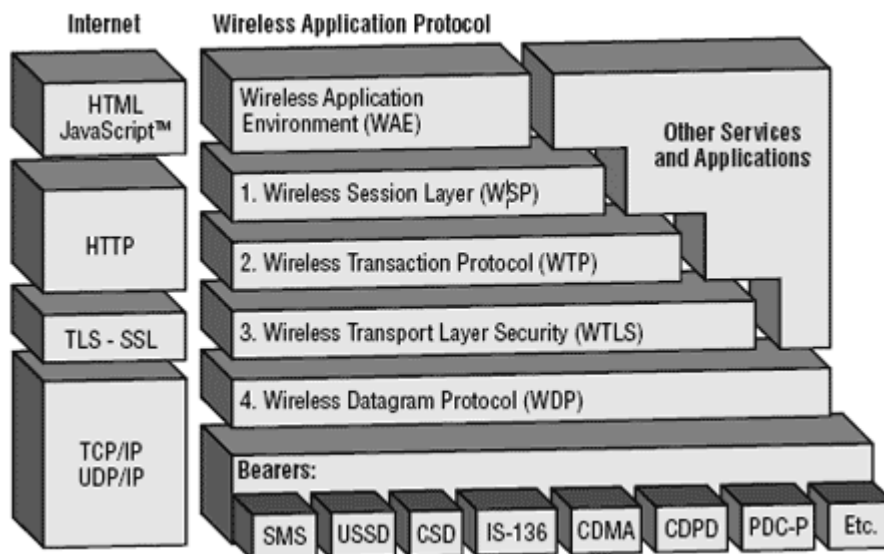 Internet
Wireless Application Protocol
HTML
JavaScript™
HTTP
TLS - SSL
TCP/IP
UDP/IP
Wireless Application
Environment (WAE)
1. Wireless Session Layer (WSP)
2. Wireless Transaction Protocol (WTP)
3. Wireless Transport Layer Security (WTLS)
4. Wireless Datagram Protocol (WDP)
Other Services
and Applications
Bearers:
SMS
USSD
CSD
IS-136
CDMA
CDPD
PDC-P
Etc.